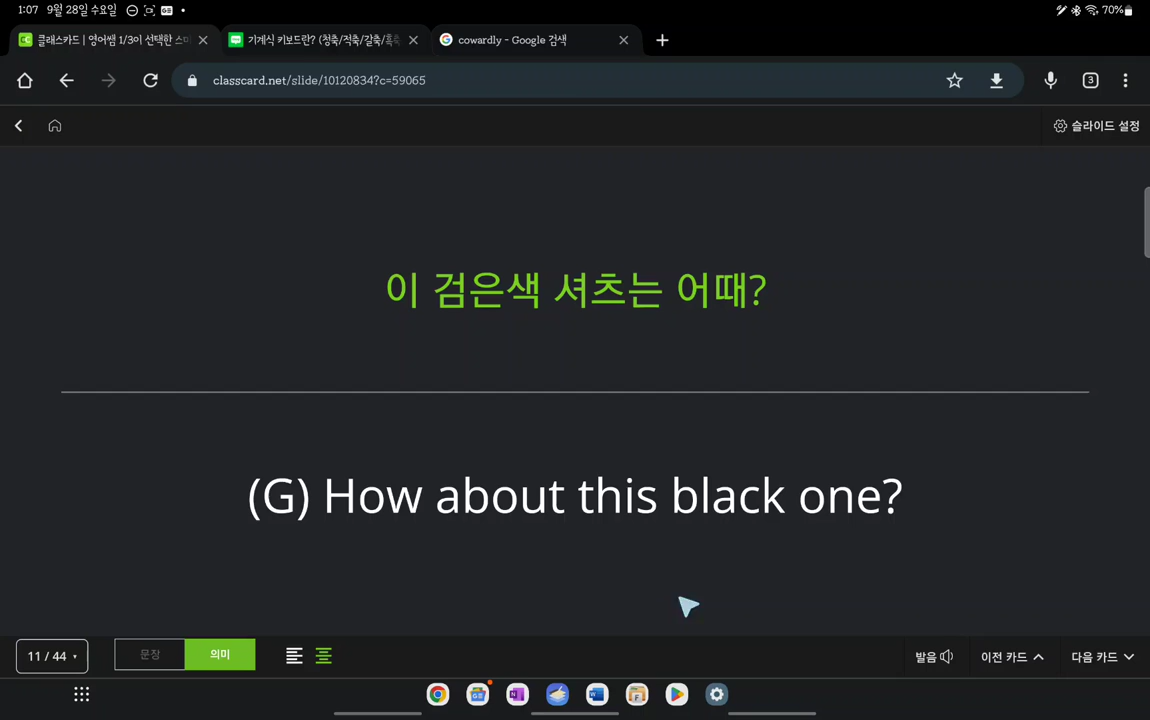 1:07 9월 28일 수요일
70%
클래스카드 | 영어쌤 1/3이 선택한 스마
기계식 키보드란? (청축/적축/갈축/흑축
cowardly - Google 검색
classcard.net/slide/10120834?c=59065
3
슬라이드 설정
이 검은색 셔츠는 어때?
(G) How about this black one?
11 / 44
문장
의미
발음
이전 카드
다음 카드